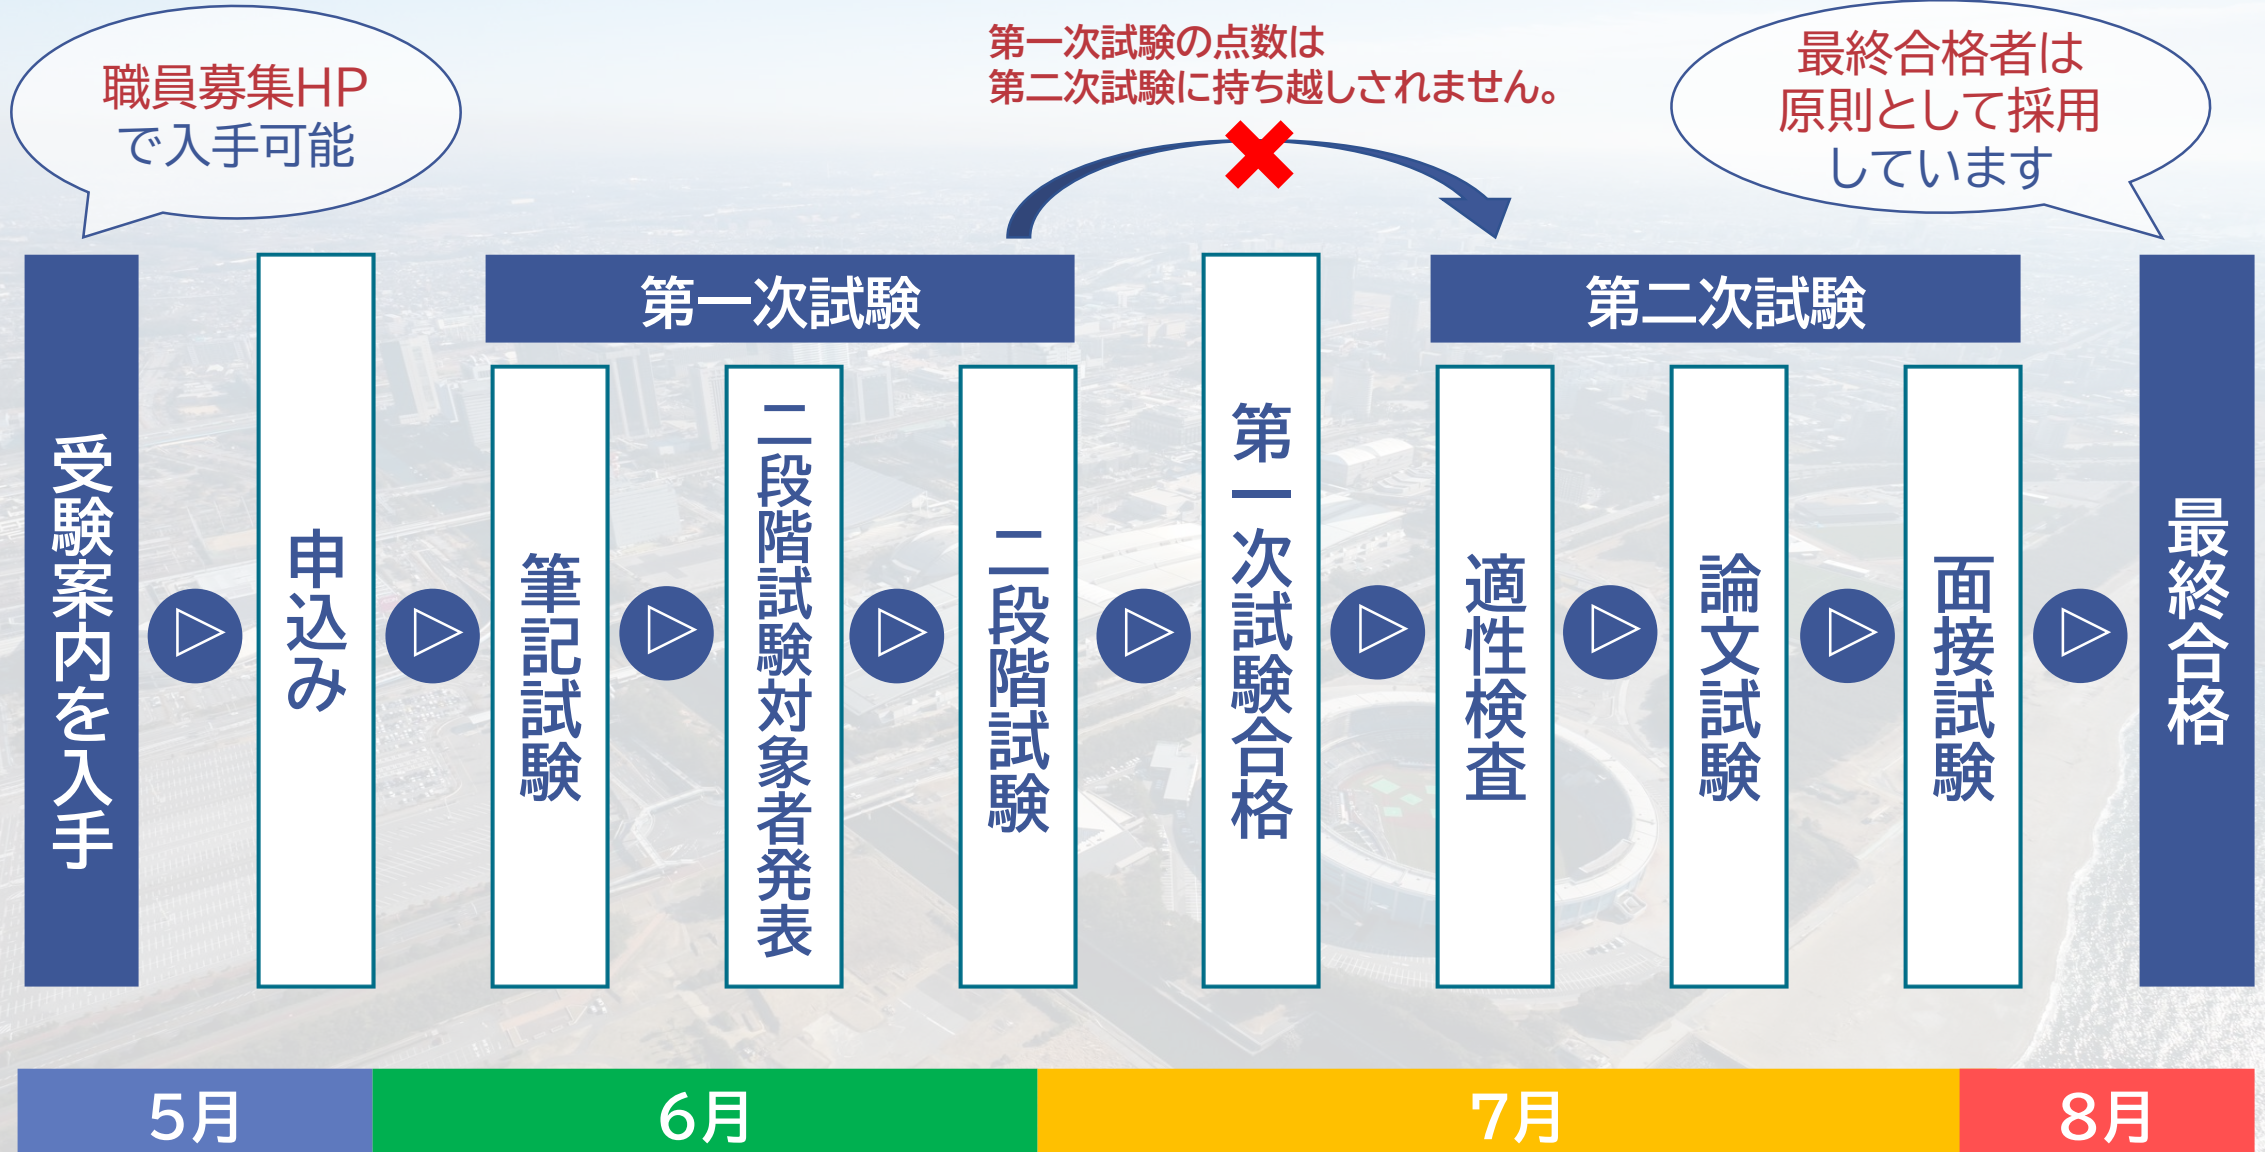 職員募集HP
で入手可能
第一次試験の点数は
第二次試験に持ち越しされません。
最終合格者は
原則として採用
しています
受験案内を入手
申込み
第一次試験
筆記試験
二段階試験対象者発表
二段階試験
第一次試験合格
第二次試験
適性検査
論文試験
面接試験
最終合格
5月
6月
7月
8月